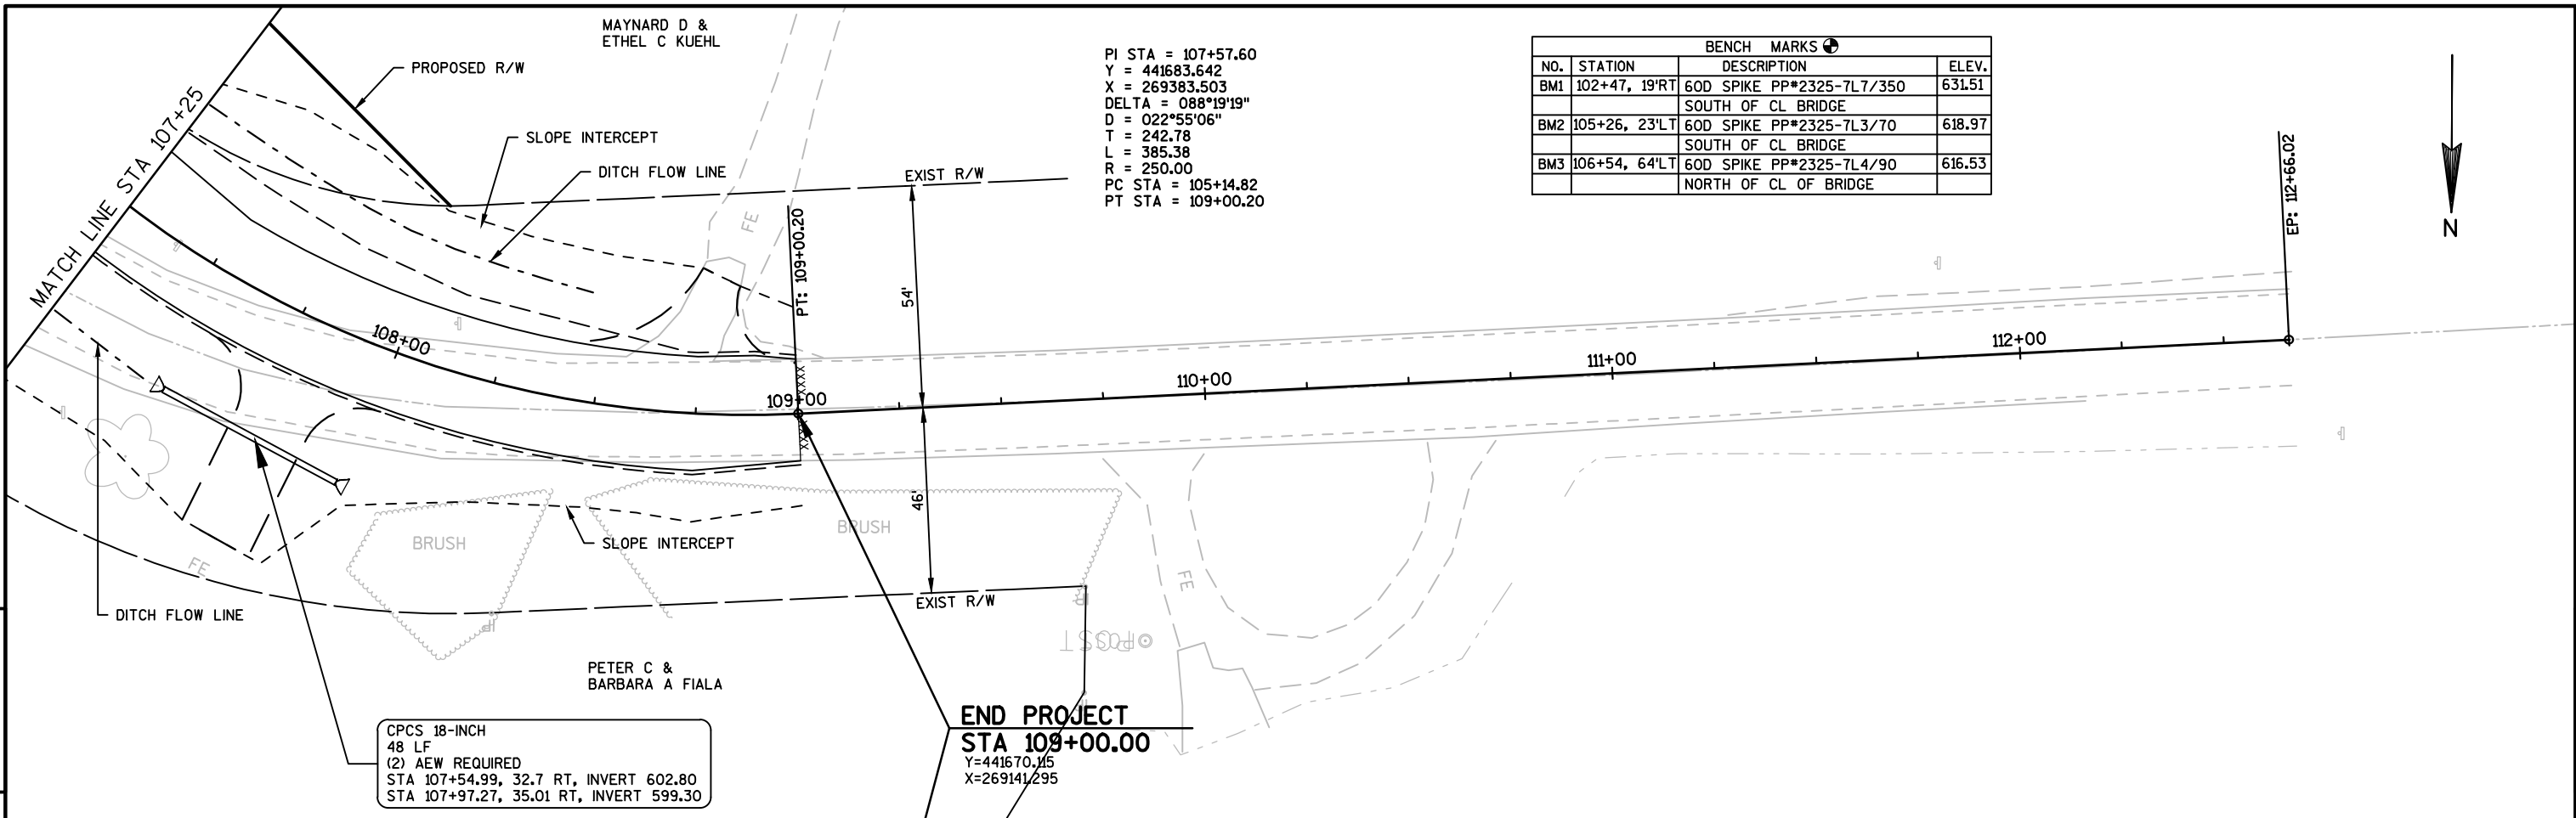 MAYNARD D &
ETHEL C KUEHL
PROPOSED R/W
MATCH LINE STA 107+25
SLOPE INTERCEPT
DITCH FLOW LINE
EXIST R/W
FE
PT: 109+00.20
54'
PI STA = 107+57.60
Y = 441683.642
X = 269383.503
DELTA = 088°19'19"
D = 022°55'06"
T = 242.78
L = 385.38
R = 250.00
PC STA = 105+14.82
PT STA = 109+00.20
BENCH MARKS
NO. STATION DESCRIPTION ELEV.
BM1 102+47, 19'RT 60D SPIKE PP#2325-7L7/350 631.51
SOUTH OF CL BRIDGE
BM2 105+26, 23'LT 60D SPIKE PP#2325-7L3/70 618.97
SOUTH OF CL BRIDGE
BM3 106+54, 64'LT 60D SPIKE PP#2325-7L4/90 616.53
NORTH OF CL OF BRIDGE
EP: 112+66.02
N
108+00
109+00
110+00
111+00
112+00
46'
BRUSH
BRUSH
SLOPE INTERCEPT
FE
FE
EXIST R/W
DITCH FLOW LINE
POST
PETER C &
BARBARA A FIALA
END PROJECT
STA 109+00.00
Y=441670.115
X=269141.295
CPCS 18-INCH
48 LF
(2) AEW REQUIRED
STA 107+54.99, 32.7 RT, INVERT 602.80
STA 107+97.27, 35.01 RT, INVERT 599.30